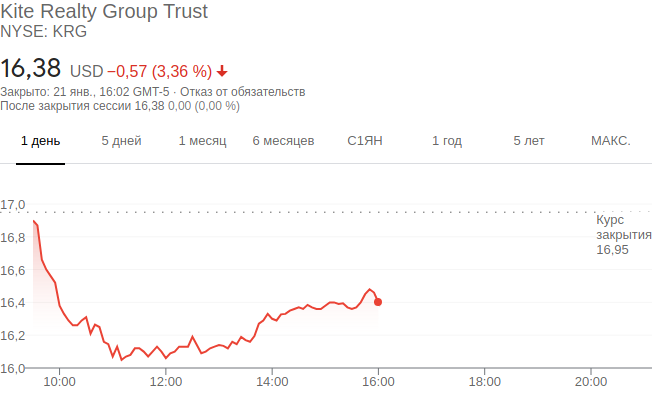 Kite Realty Group Trust
NYSE: KRG
16,38 USD −0,57 (3,36 %)
Закрыто: 21 янв., 16:02 GMT-5 · Отказ от обязательств
После закрытия сессии 16,38 0,00 (0,00 %)
1 день 5 дней 1 месяц 6 месяцев С1ЯН 1 год 5 лет МАКС.
17,0
Курс
закрытия
16,95
16,8
16,6
16,4
16,2
16,0
10:00 12:00 14:00 16:00 18:00 20:00